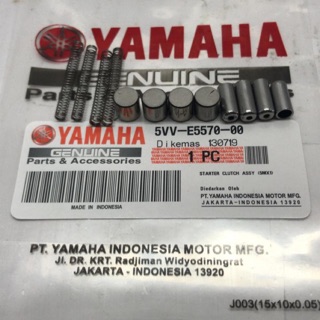 YAMAHA
GENUINE
YAMAHA
GENUINE
Parts & Accessories
MADE IN INDONESIA
5VV-E5570-00
Dikemas 130719
1 PC
STARTER CLUTCH ASSY
Diedarkan Oleh
PT.YAMAHA INDONESIA MOTOR MFG.
JAKARTA - INDONESIA 13920
PT. YAMAHA INDONESIA MOTOR MFG.
Jl. DR. KRT. Radjiman Widyodiningrat
JAKARTA - INDONESIA 13920
J003(15x10x0.05)